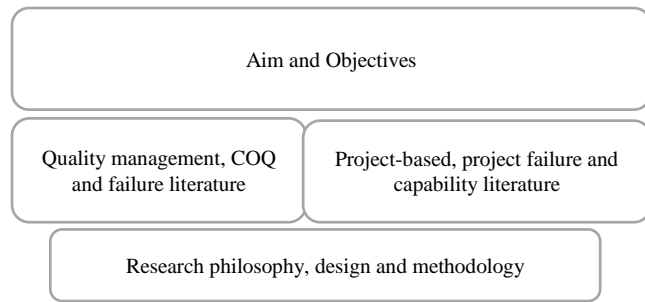 Aim and Objectives
Quality management, COQ
and failure literature
Project-based, project failure and
capability literature
Research philosophy, design and methodology